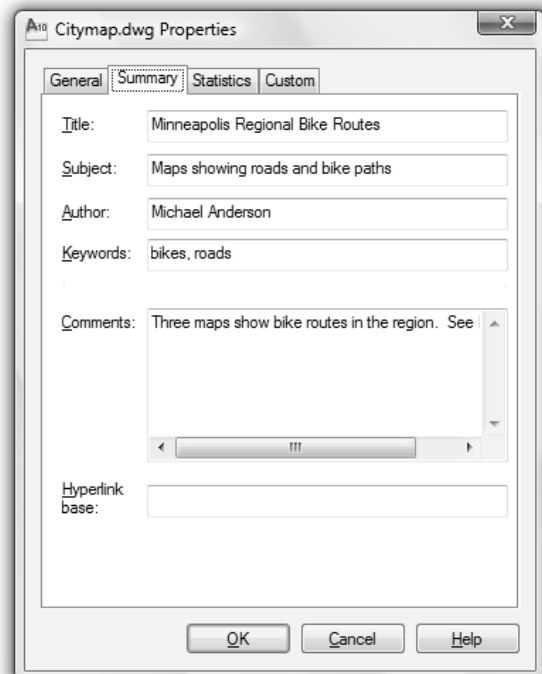 A10 Citymap.dwg Properties X
General Summary Statistics Custom
Title: Minneapolis Regional Bike Routes
Subject: Maps showing roads and bike paths
Author: Michael Anderson
Keywords: bikes, roads
Comments: Three maps show bike routes in the region. See
Hyperlink
base:
OK Cancel Help